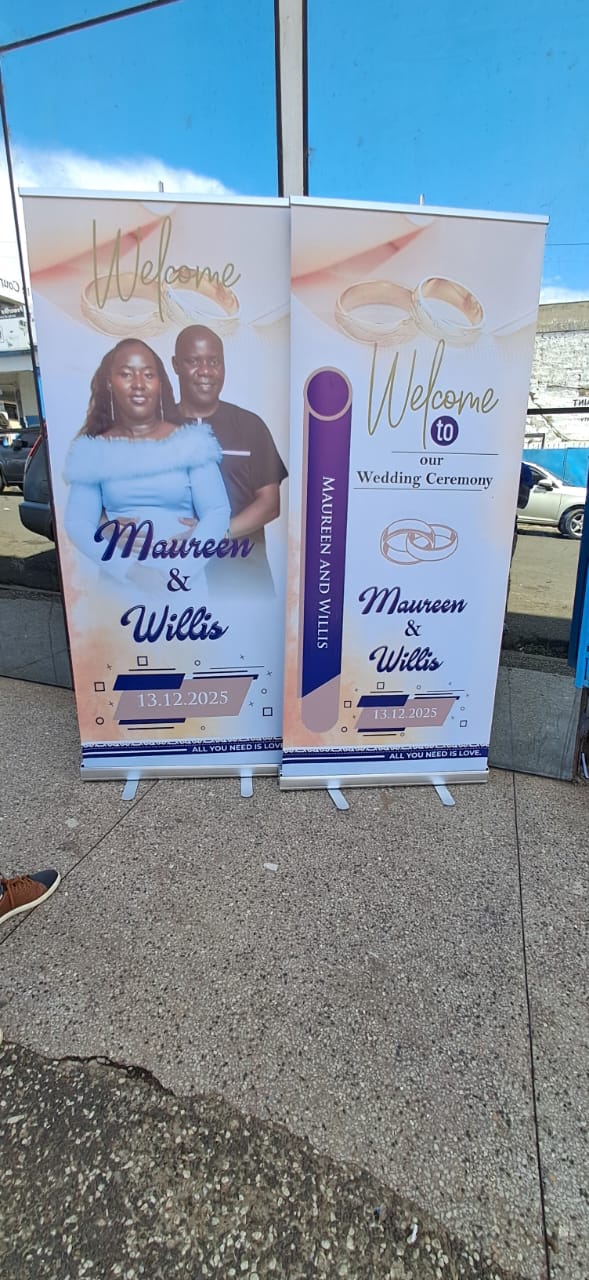 Welcome
Maureen
&
Willis
13.12.2025
ALL YOU NEED IS LOV
Welcome
to
our
Wedding Ceremony
MAUREEN AND WILLIS
Maureen
&
Willis
13.12.2025
ALL YOU NEED IS LOVE.